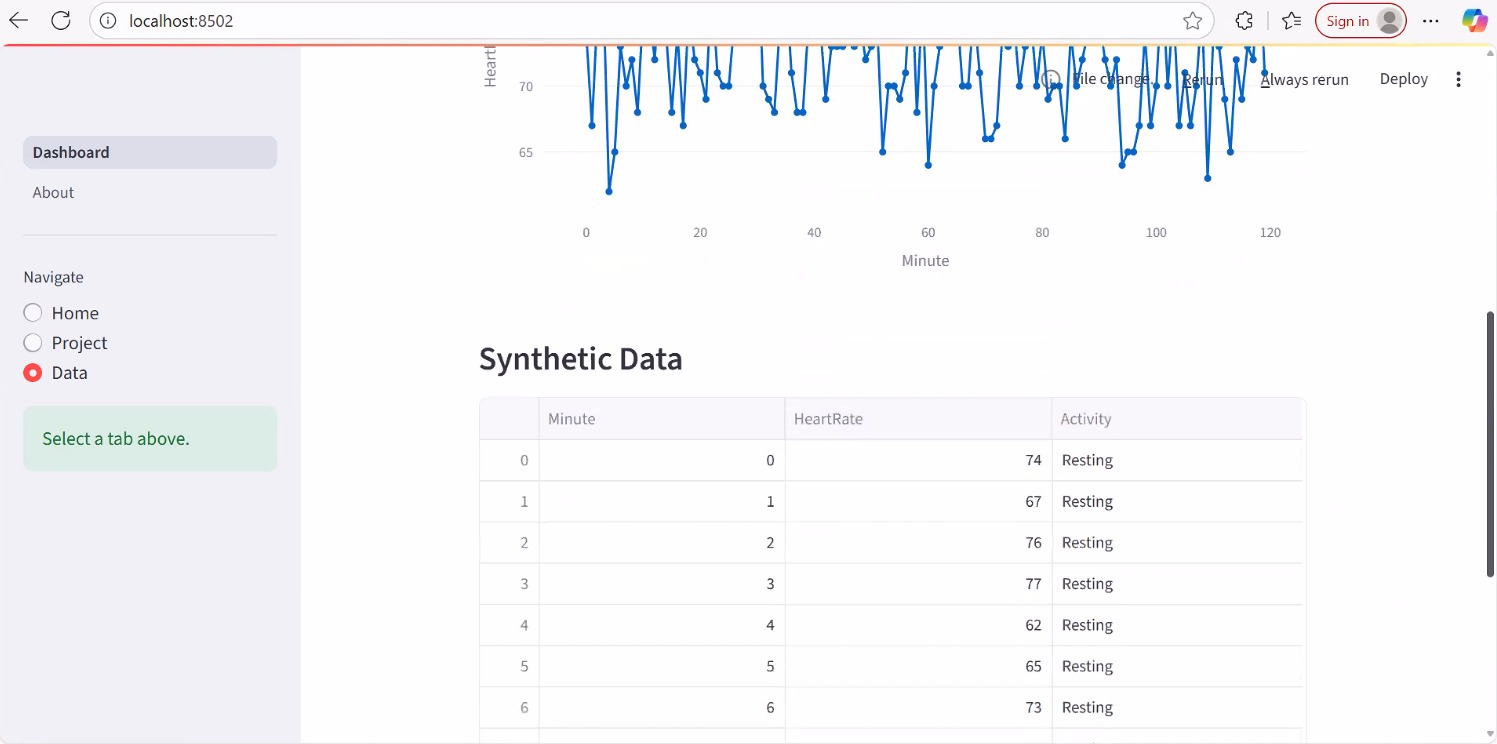 localhost:8502
Sign in
File change.
Rerun
Always rerun
Deploy
Dashboard
About
Navigate
Home
Project
Data
Select a tab above.
70
65
0 20 40 60 80 100 120
Minute
Synthetic Data
Minute HeartRate Activity
0 0 74 Resting
1 1 67 Resting
2 2 76 Resting
3 3 77 Resting
4 4 62 Resting
5 5 65 Resting
6 6 73 Resting